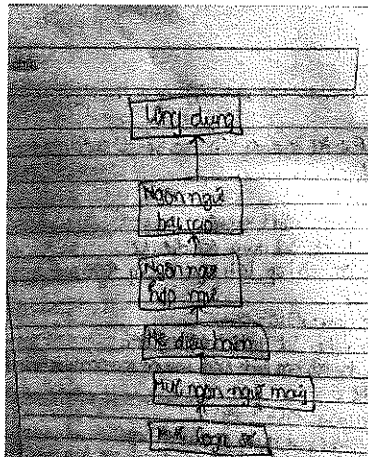 ứng dụng
Ngôn ngữ
bậc cao
Ngôn ngữ
hợp ngữ
Hệ điều hành
Mức ngôn ngữ máy
Mức logic số